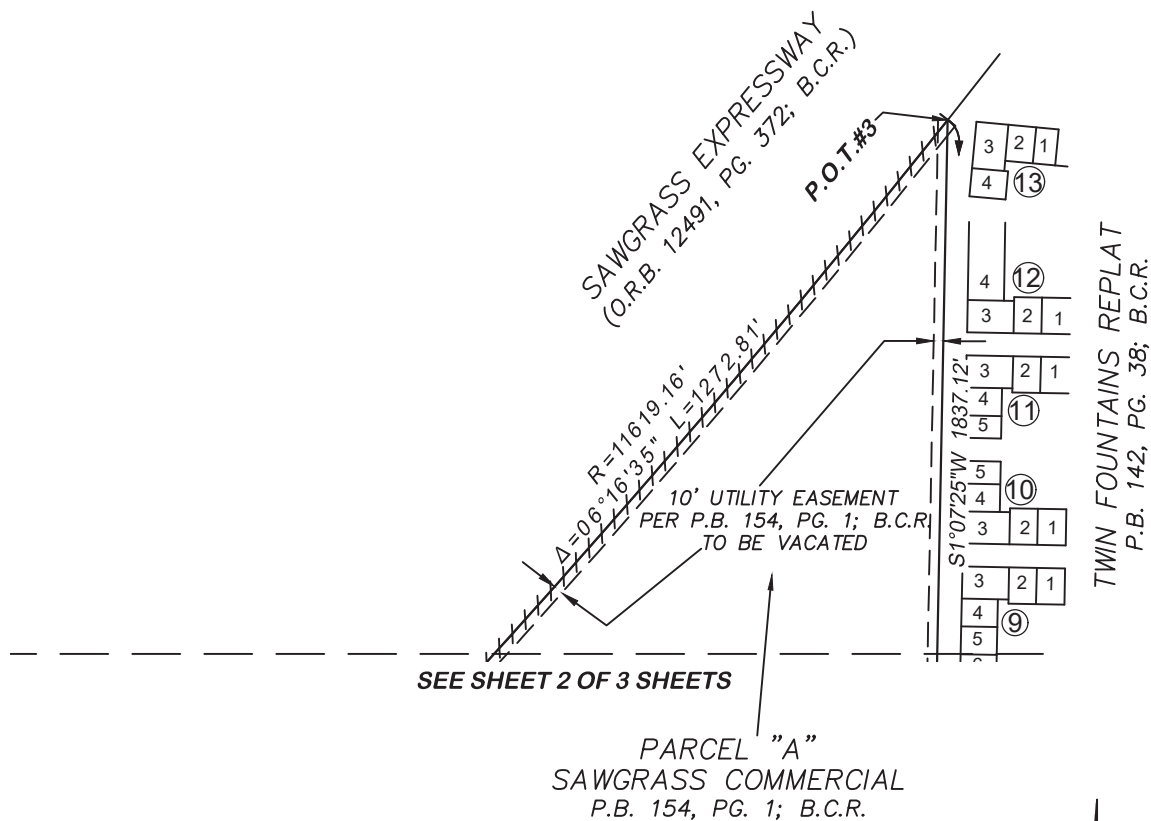 SAWGRASS EXPRESSWAY
(O.R.B. 12491, PG. 372; B.C.R.)
P.O.T.#3
3 2 1
4 13
4 12
3 2 1
3 2 1
4
11
5
5
10
4
3 2 1
3 2 1
4
9
5
TWIN FOUNTAINS REPLAT
P.B. 142, PG. 38; B.C.R.
R=11619.16'
Δ=06°16'35" L=1272.81'
S1°07'25"W 1837.12'
10' UTILITY EASEMENT
PER P.B. 154, PG. 1; B.C.R.
TO BE VACATED
SEE SHEET 2 OF 3 SHEETS
PARCEL "A"
SAWGRASS COMMERCIAL
P.B. 154, PG. 1; B.C.R.